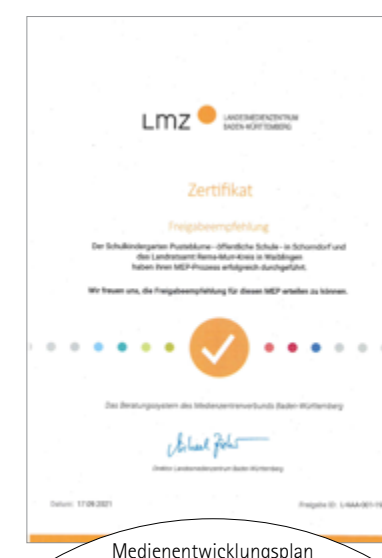 LMZ
LANDESMEDIENZENTRUM
BADEN-WÜRTTEMBERG
Zertifikat
Freigabeempfehlung
Der Schulkindergarten Pusteblume - öffentliche Schule - in Schorndorf und
das Landratsamt Rems-Murr-Kreis in Waiblingen
haben ihren MEP-Prozess erfolgreich durchgeführt.
Wir freuen uns, die Freigabeempfehlung für diesen MEP erteilen zu können.
Das Beratungssystem des Medienzentrenverbunds Baden-Württemberg
Direktor Landesmedienzentrum Baden-Württemberg
Datum: 17.09.2021
Freigabe ID:
Medienentwicklungsplan